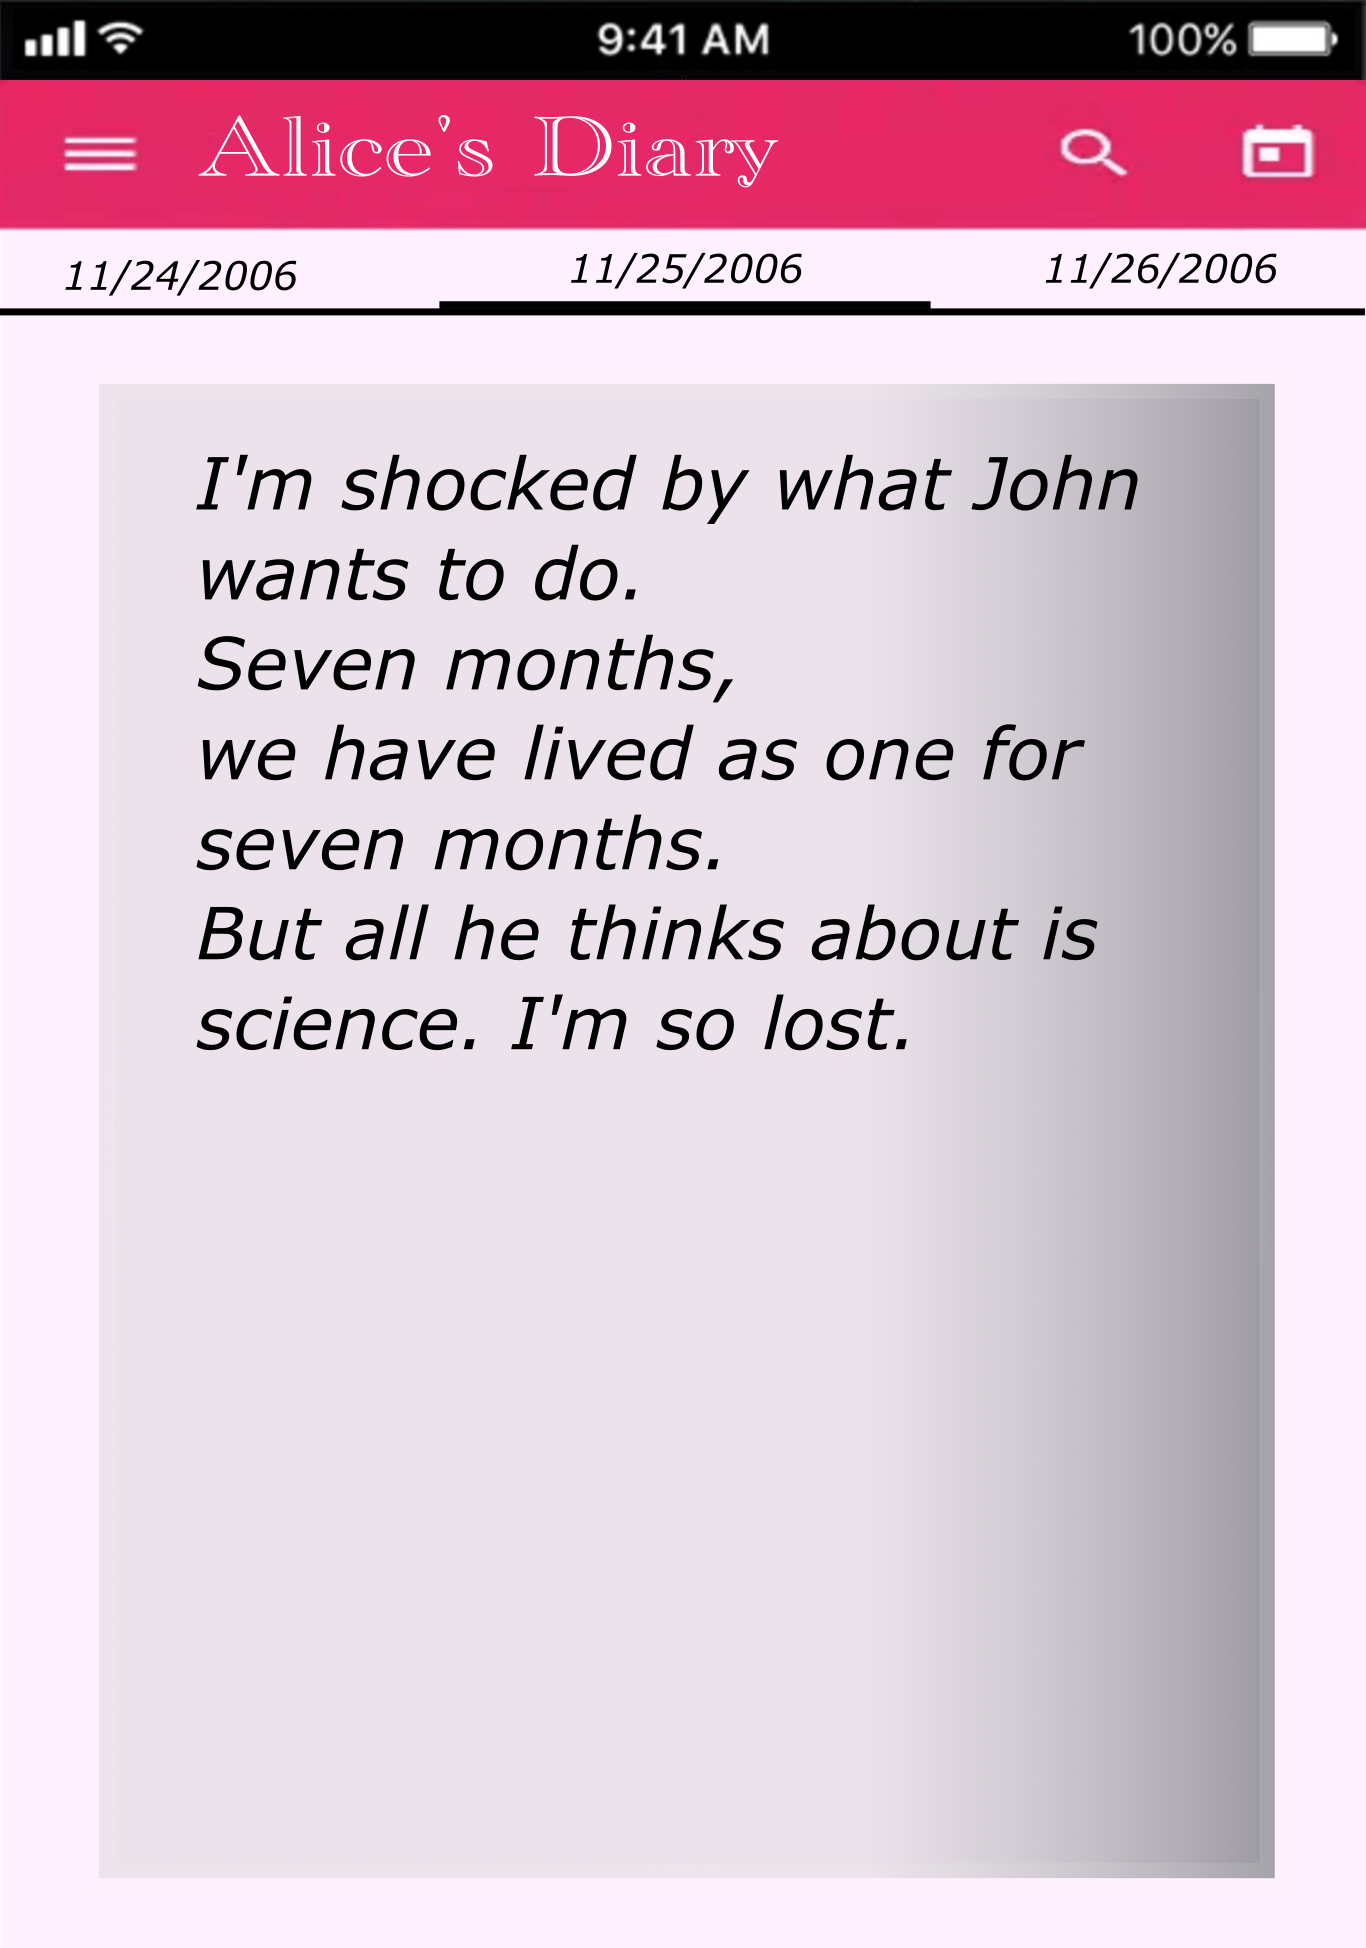 9:41 AM
100%
Alice's Diary
11/24/2006
11/25/2006
11/26/2006
I'm shocked by what John
wants to do.
Seven months,
we have lived as one for
seven months.
But all he thinks about is
science. I'm so lost.